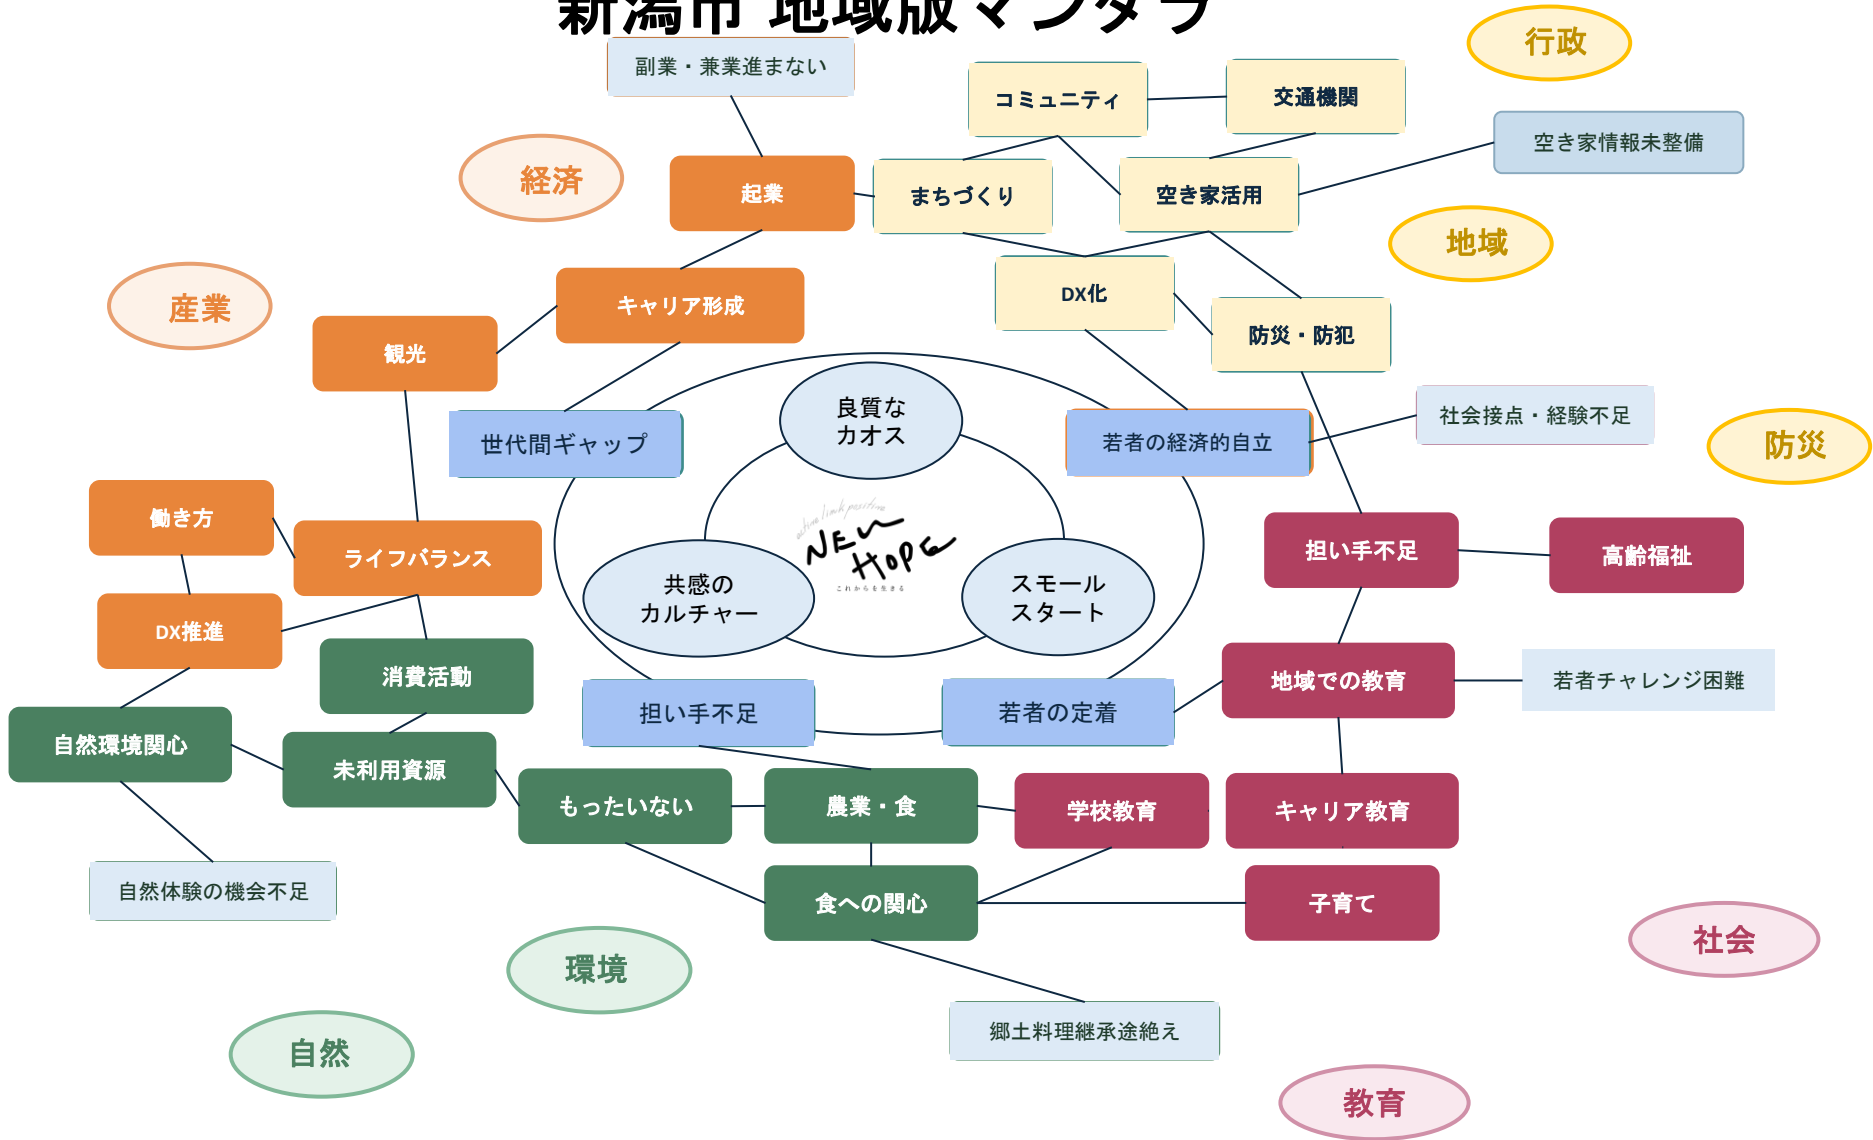 新潟市 地域版マンダラ
行政
副業・兼業進まない
コミュニティ
交通機関
空き家情報未整備
経済
起業
まちづくり
空き家活用
地域
産業
キャリア形成
DX化
防災・防犯
観光
良質な
カオス
世代間ギャップ
若者の経済的自立
社会接点・経験不足
防災
働き方
ライフバランス
NEW
HOPE
これからを生きる
担い手不足
高齢福祉
共感の
カルチャー
スモール
スタート
DX推進
消費活動
地域での教育
若者チャレンジ困難
担い手不足
若者の定着
自然環境関心
未利用資源
もったいない
農業・食
学校教育
キャリア教育
自然体験の機会不足
食への関心
子育て
環境
社会
郷土料理継承途絶え
自然
教育